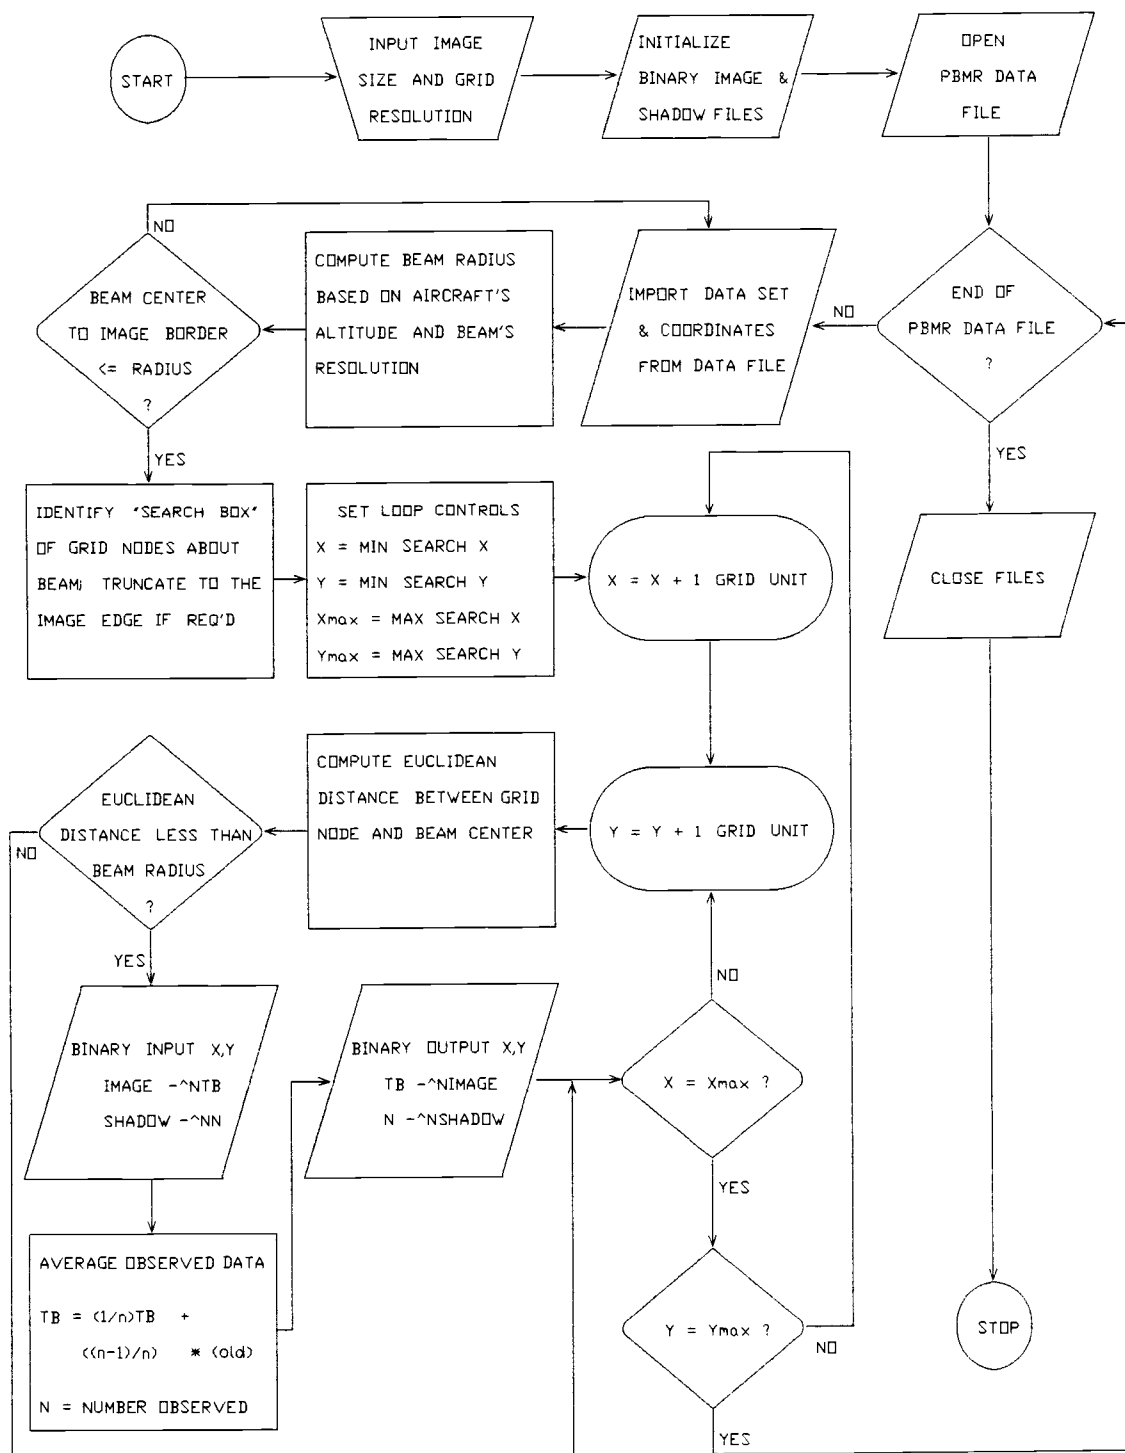 START
INPUT IMAGE
SIZE AND GRID
RESOLUTION
INITIALIZE
BINARY IMAGE &
SHADOW FILES
OPEN
PBMR DATA
FILE
NO
BEAM CENTER
TO IMAGE BORDER
<= RADIUS
?
COMPUTE BEAM RADIUS
BASED ON AIRCRAFT'S
ALTITUDE AND BEAM'S
RESOLUTION
IMPORT DATA SET
& COORDINATES
FROM DATA FILE
NO
END OF
PBMR DATA FILE
?
YES
YES
IDENTIFY "SEARCH BOX"
OF GRID NODES ABOUT
BEAM; TRUNCATE TO THE
IMAGE EDGE IF REQ'D
SET LOOP CONTROLS
X = MIN SEARCH X
Y = MIN SEARCH Y
Xmax = MAX SEARCH X
Ymax = MAX SEARCH Y
X = X + 1 GRID UNIT
CLOSE FILES
EUCLIDEAN
DISTANCE LESS THAN
BEAM RADIUS
?
NO
COMPUTE EUCLIDEAN
DISTANCE BETWEEN GRID
NODE AND BEAM CENTER
Y = Y + 1 GRID UNIT
YES
NO
BINARY INPUT X,Y
IMAGE -^NTB
SHADOW -^NN
BINARY OUTPUT X,Y
TB -^NIMAGE
N -^NSHADOW
X = Xmax ?
YES
AVERAGE OBSERVED DATA
TB = (1/n)TB +
((n-1)/n) * (old)
N = NUMBER OBSERVED
Y = Ymax ?
NO
STOP
YES